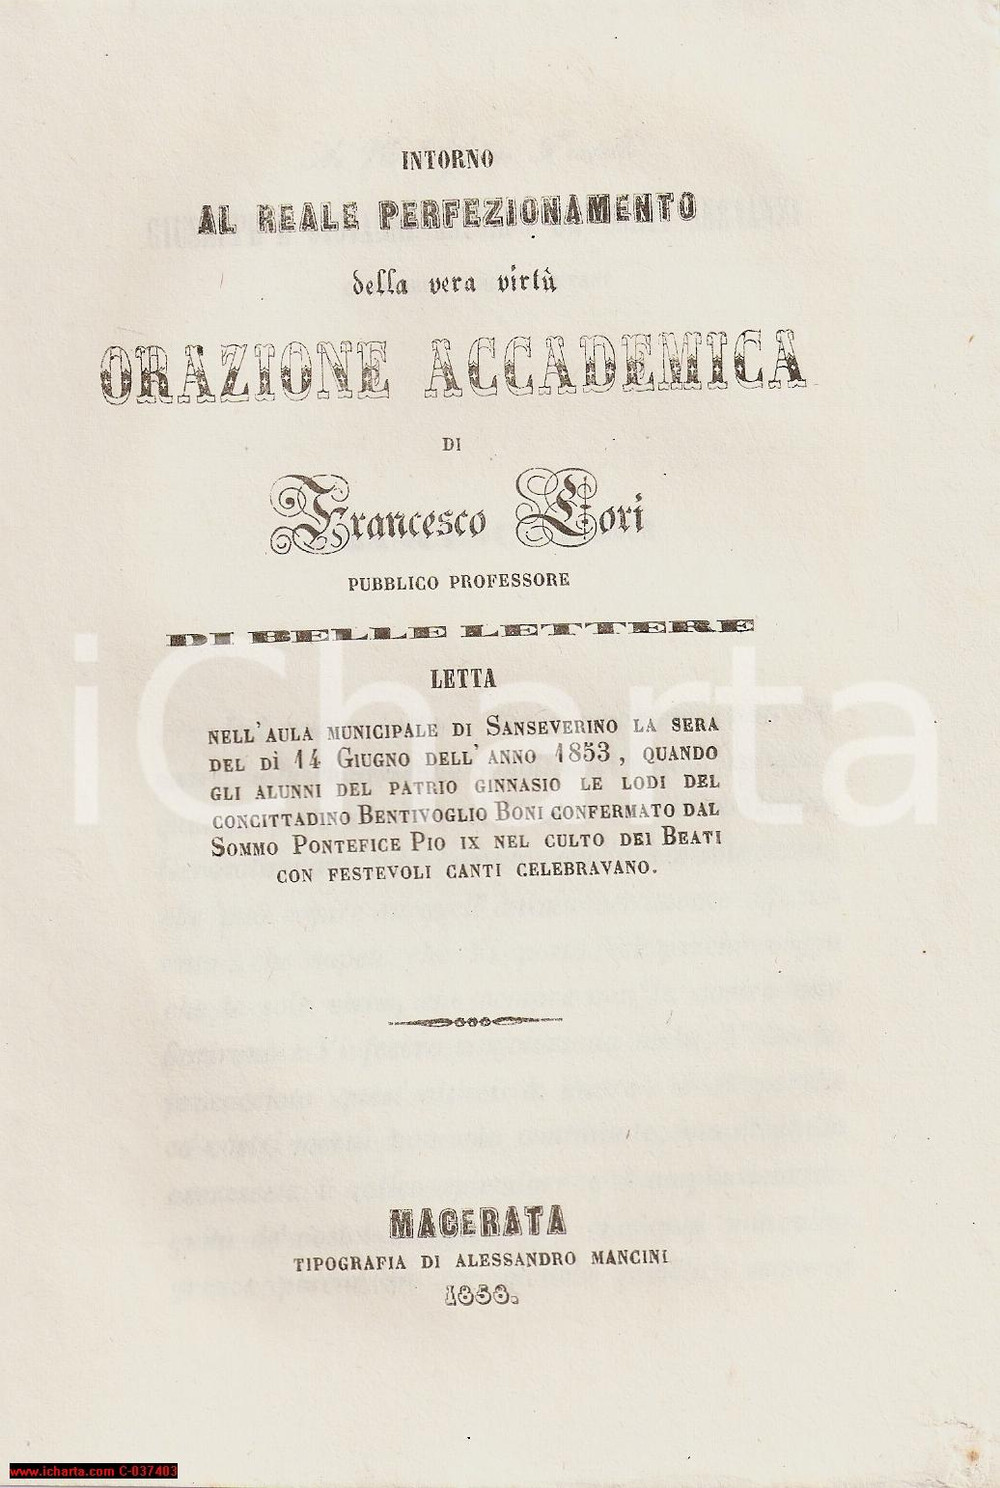 INTORNO
AL REALE PERFEZIONAMENTO
della vera virtù
ORAZIONE ACCADEMICA
DI
Francesco Lori
PUBBLICO PROFESSORE
DI BELLE LETTERE
LETTA
NELL'AULA MUNICIPALE DI SANSEVERINO LA SERA
DEL DÌ 14 GIUGNO DELL'ANNO 1853, QUANDO
GLI ALUNNI DEL PATRIO GINNASIO LE LODI DEL
CONCITTADINO BENTIVOGLIO BONI CONFERMATO DAL
SOMMO PONTEFICE PIO IX NEL CULTO DEI BEATI
CON FESTEVOLI CANTI CELEBRAVANO.
MACERATA
TIPOGRAFIA DI ALESSANDRO MANCINI
1853.
iCharta
www.icharta.com C-037403